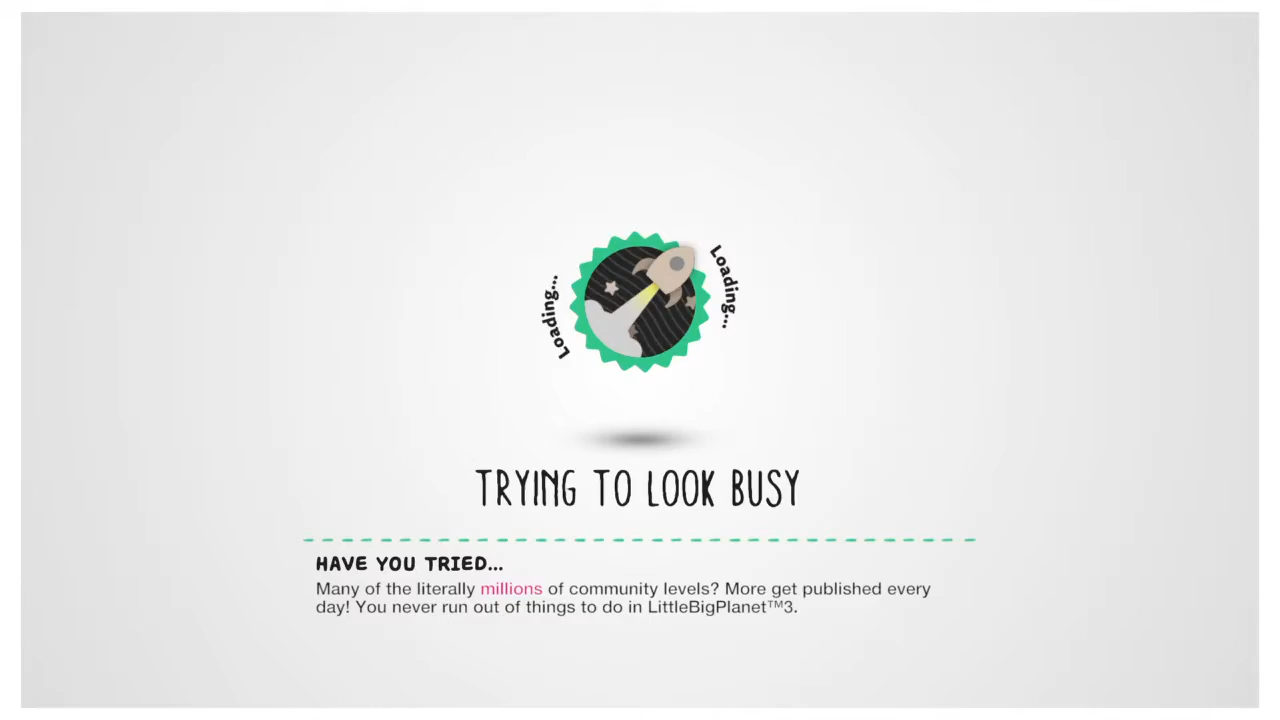 Loading...
Loading...
TRYING TO LOOK BUSY
HAVE YOU TRIED...
Many of the literally millions of community levels? More get published every
day! You never run out of things to do in LittleBigPlanet™3.